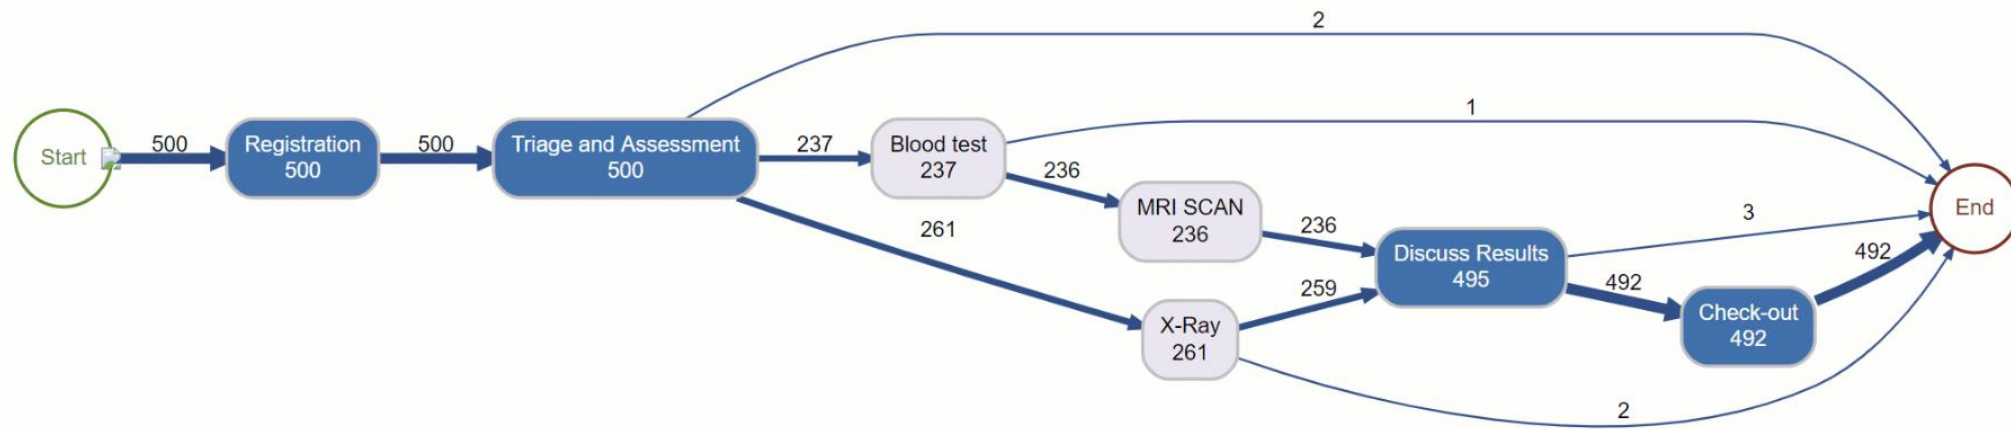 2
1
Start
500
Registration
500
500
Triage and Assessment
500
237
Blood test
237
236
MRI SCAN
236
236
261
X-Ray
261
259
Discuss Results
495
3
492
Check-out
492
492
End
2